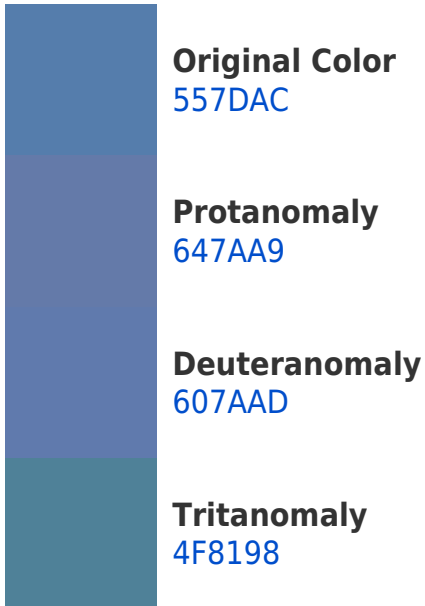 Original Color
557DAC
Protanomaly
647AA9
Deuteranomaly
607AAD
Tritanomaly
4F8198